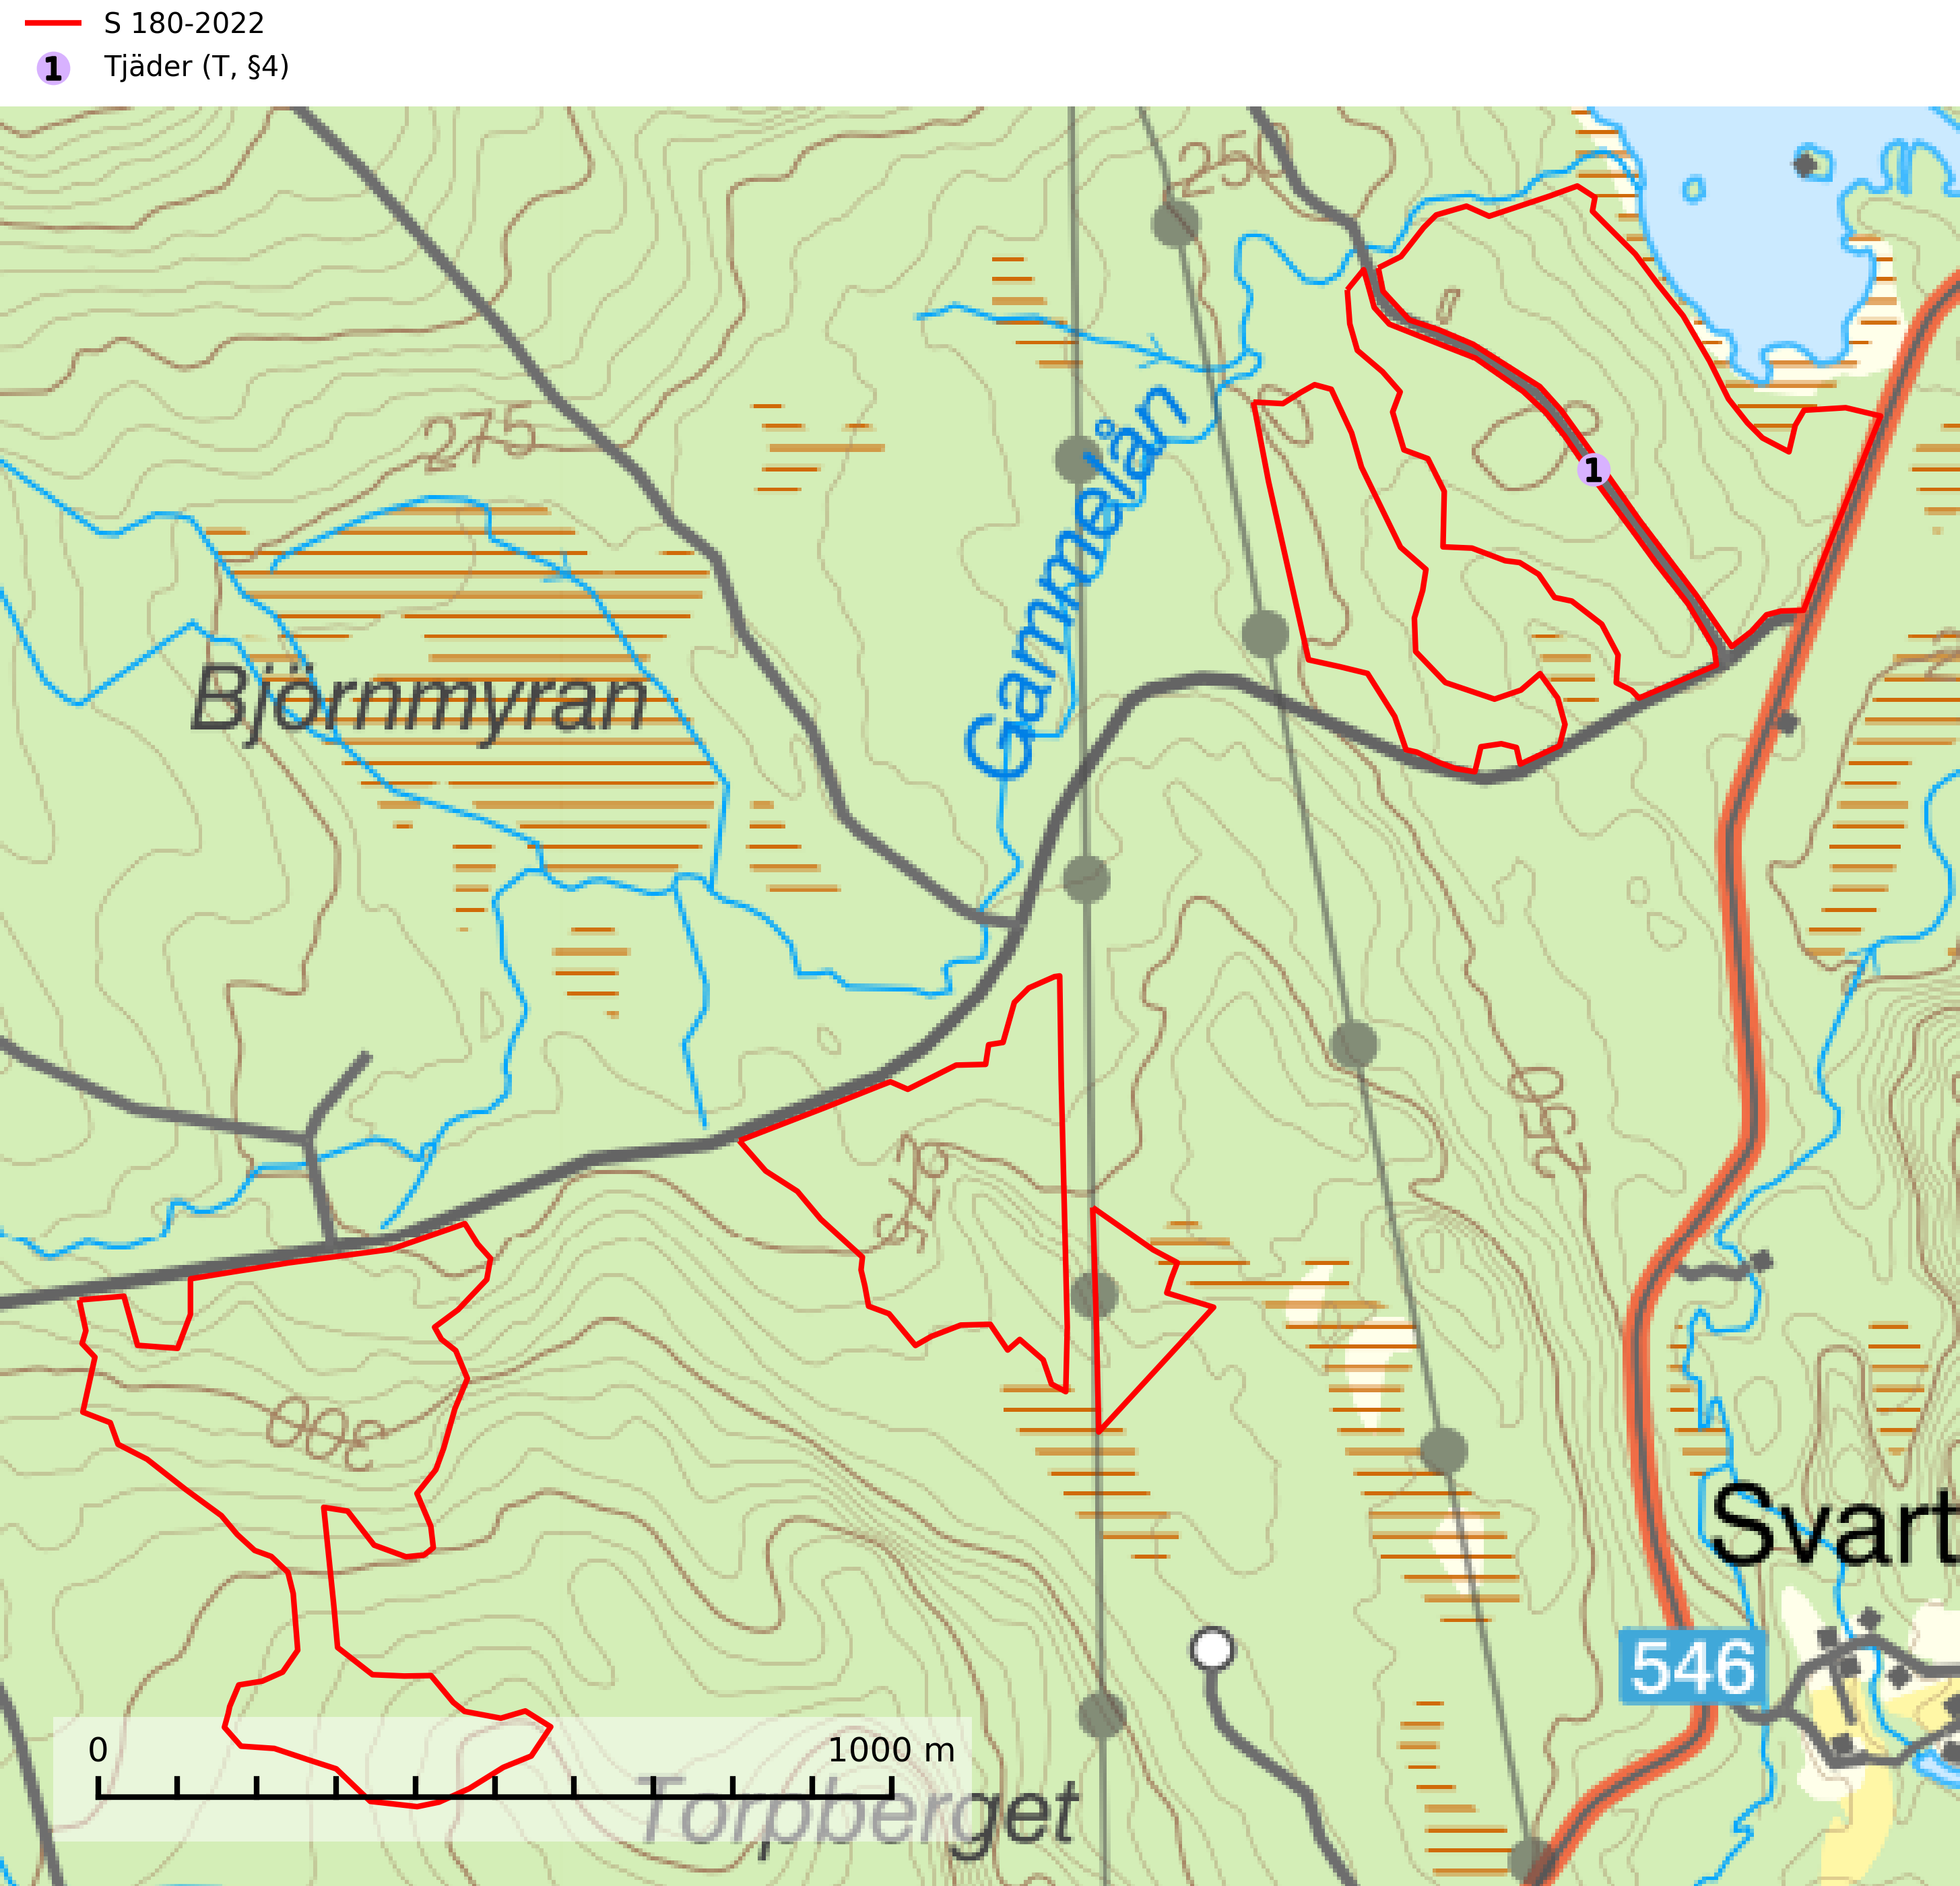 S 180-2022
1 Tjäder (T, §4)
250
1
275
Gammelån
Björnmyran
250
275
300
Svart
546
0 1000 m
Torpberget